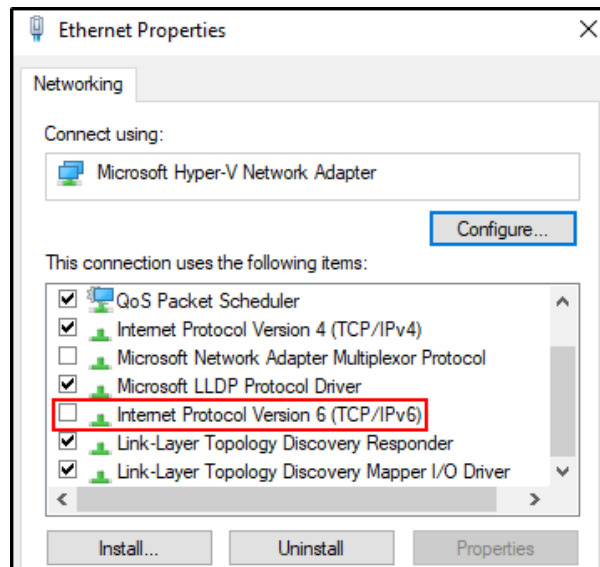 Ethernet Properties
Networking
Connect using:
Microsoft Hyper-V Network Adapter
Configure...
This connection uses the following items:
QoS Packet Scheduler
Internet Protocol Version 4 (TCP/IPv4)
Microsoft Network Adapter Multiplexor Protocol
Microsoft LLDP Protocol Driver
Internet Protocol Version 6 (TCP/IPv6)
Link-Layer Topology Discovery Responder
Link-Layer Topology Discovery Mapper I/O Driver
Install... Uninstall Properties